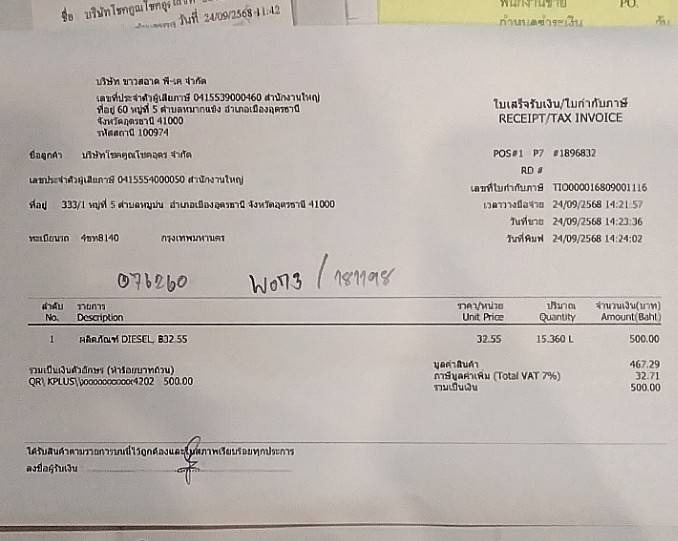 ชื่อ บริษัทโชคคูณโชคอุดร
วันที่ 24/09/2568 11:42
พนักงานขาย PO.
กำหนดชำระเงิน วัน
บริษัท ขาวสอาด พี-เค จำกัด
เลขที่ประจำตัวผู้เสียภาษี 0415539000460 สำนักงานใหญ่
ที่อยู่ 60 หมู่ที่ 5 ตำบลหมากแข้ง อำเภอเมืองอุดรธานี
จังหวัดอุดรธานี 41000
รหัสสถานี 100974
ใบเสร็จรับเงิน/ใบกำกับภาษี
RECEIPT/TAX INVOICE
ชื่อลูกค้า บริษัทโชคคูณโชคอุดร จำกัด
POS#1 P7 #1896832
RD #
เลขประจำตัวผู้เสียภาษี 0415554000050 สำนักงานใหญ่
เลขที่ใบกำกับภาษี TIO000016809001116
ที่อยู่ 333/1 หมู่ที่ 5 ตำบลหมูม่น อำเภอเมืองอุดรธานี จังหวัดอุดรธานี 41000
เวลาวางมือจ่าย 24/09/2568 14:21:57
วันที่ขาย 24/09/2568 14:23:36
ทะเบียนรถ 4ขท8140 กรุงเทพมหานคร
วันที่พิมพ์ 24/09/2568 14:24:02
076260 / 181198
ลำดับ รายการ ราคา/หน่วย ปริมาณ จำนวนเงิน(บาท)
No. Description Unit Price Quantity Amount(Baht)
1 ผลิตภัณฑ์ DIESEL, B32.55 32.55 15.360 L 500.00
รวมเป็นเงินตัวอักษร (ห้าร้อยบาทถ้วน)
QR\ KPLUS\xxxxxxxxxxxx4202 500.00
มูลค่าสินค้า 467.29
ภาษีมูลค่าเพิ่ม (Total VAT 7%) 32.71
รวมเป็นเงิน 500.00
ได้รับสินค้าตามรายการบนนี้ไว้ถูกต้องและในสภาพเรียบร้อยทุกประการ
ลงชื่อผู้รับเงิน